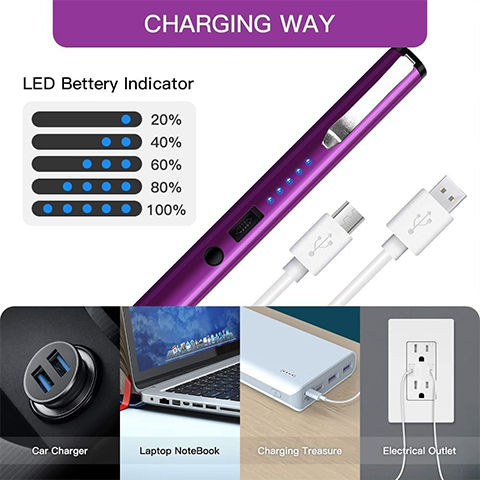 CHARGING WAY
LED Bettery Indicator
20%
40%
60%
80%
100%
Car Charger
Laptop NoteBook
Charging Treasure
Electrical Outlet